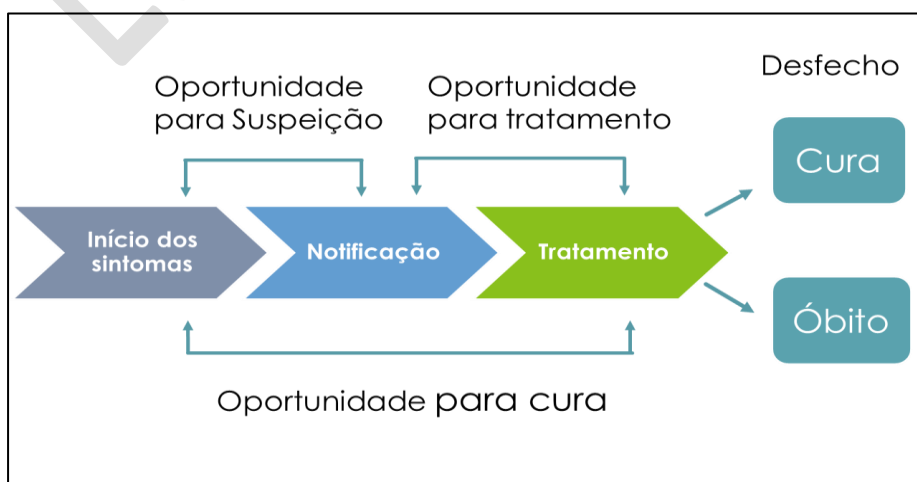 Desfecho
Oportunidade
para Suspeição
Oportunidade
para tratamento
Cura
Início dos
sintomas
Notificação
Tratamento
Óbito
Oportunidade para cura